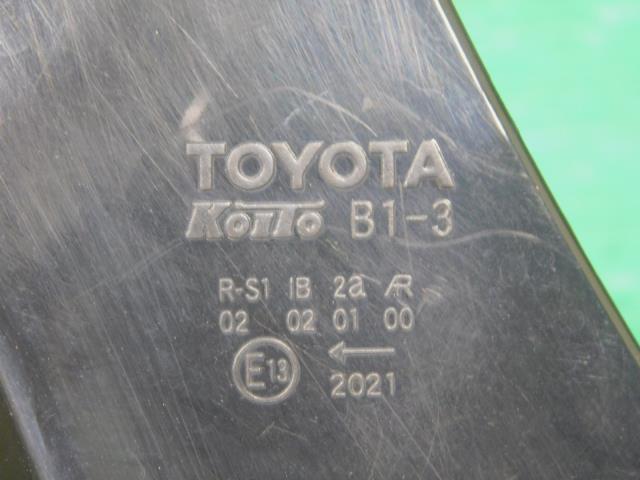 TOYOTA
KOITO B1-3
R-S1 IB 2a AR
02 02 01 00
E13 ←
2021